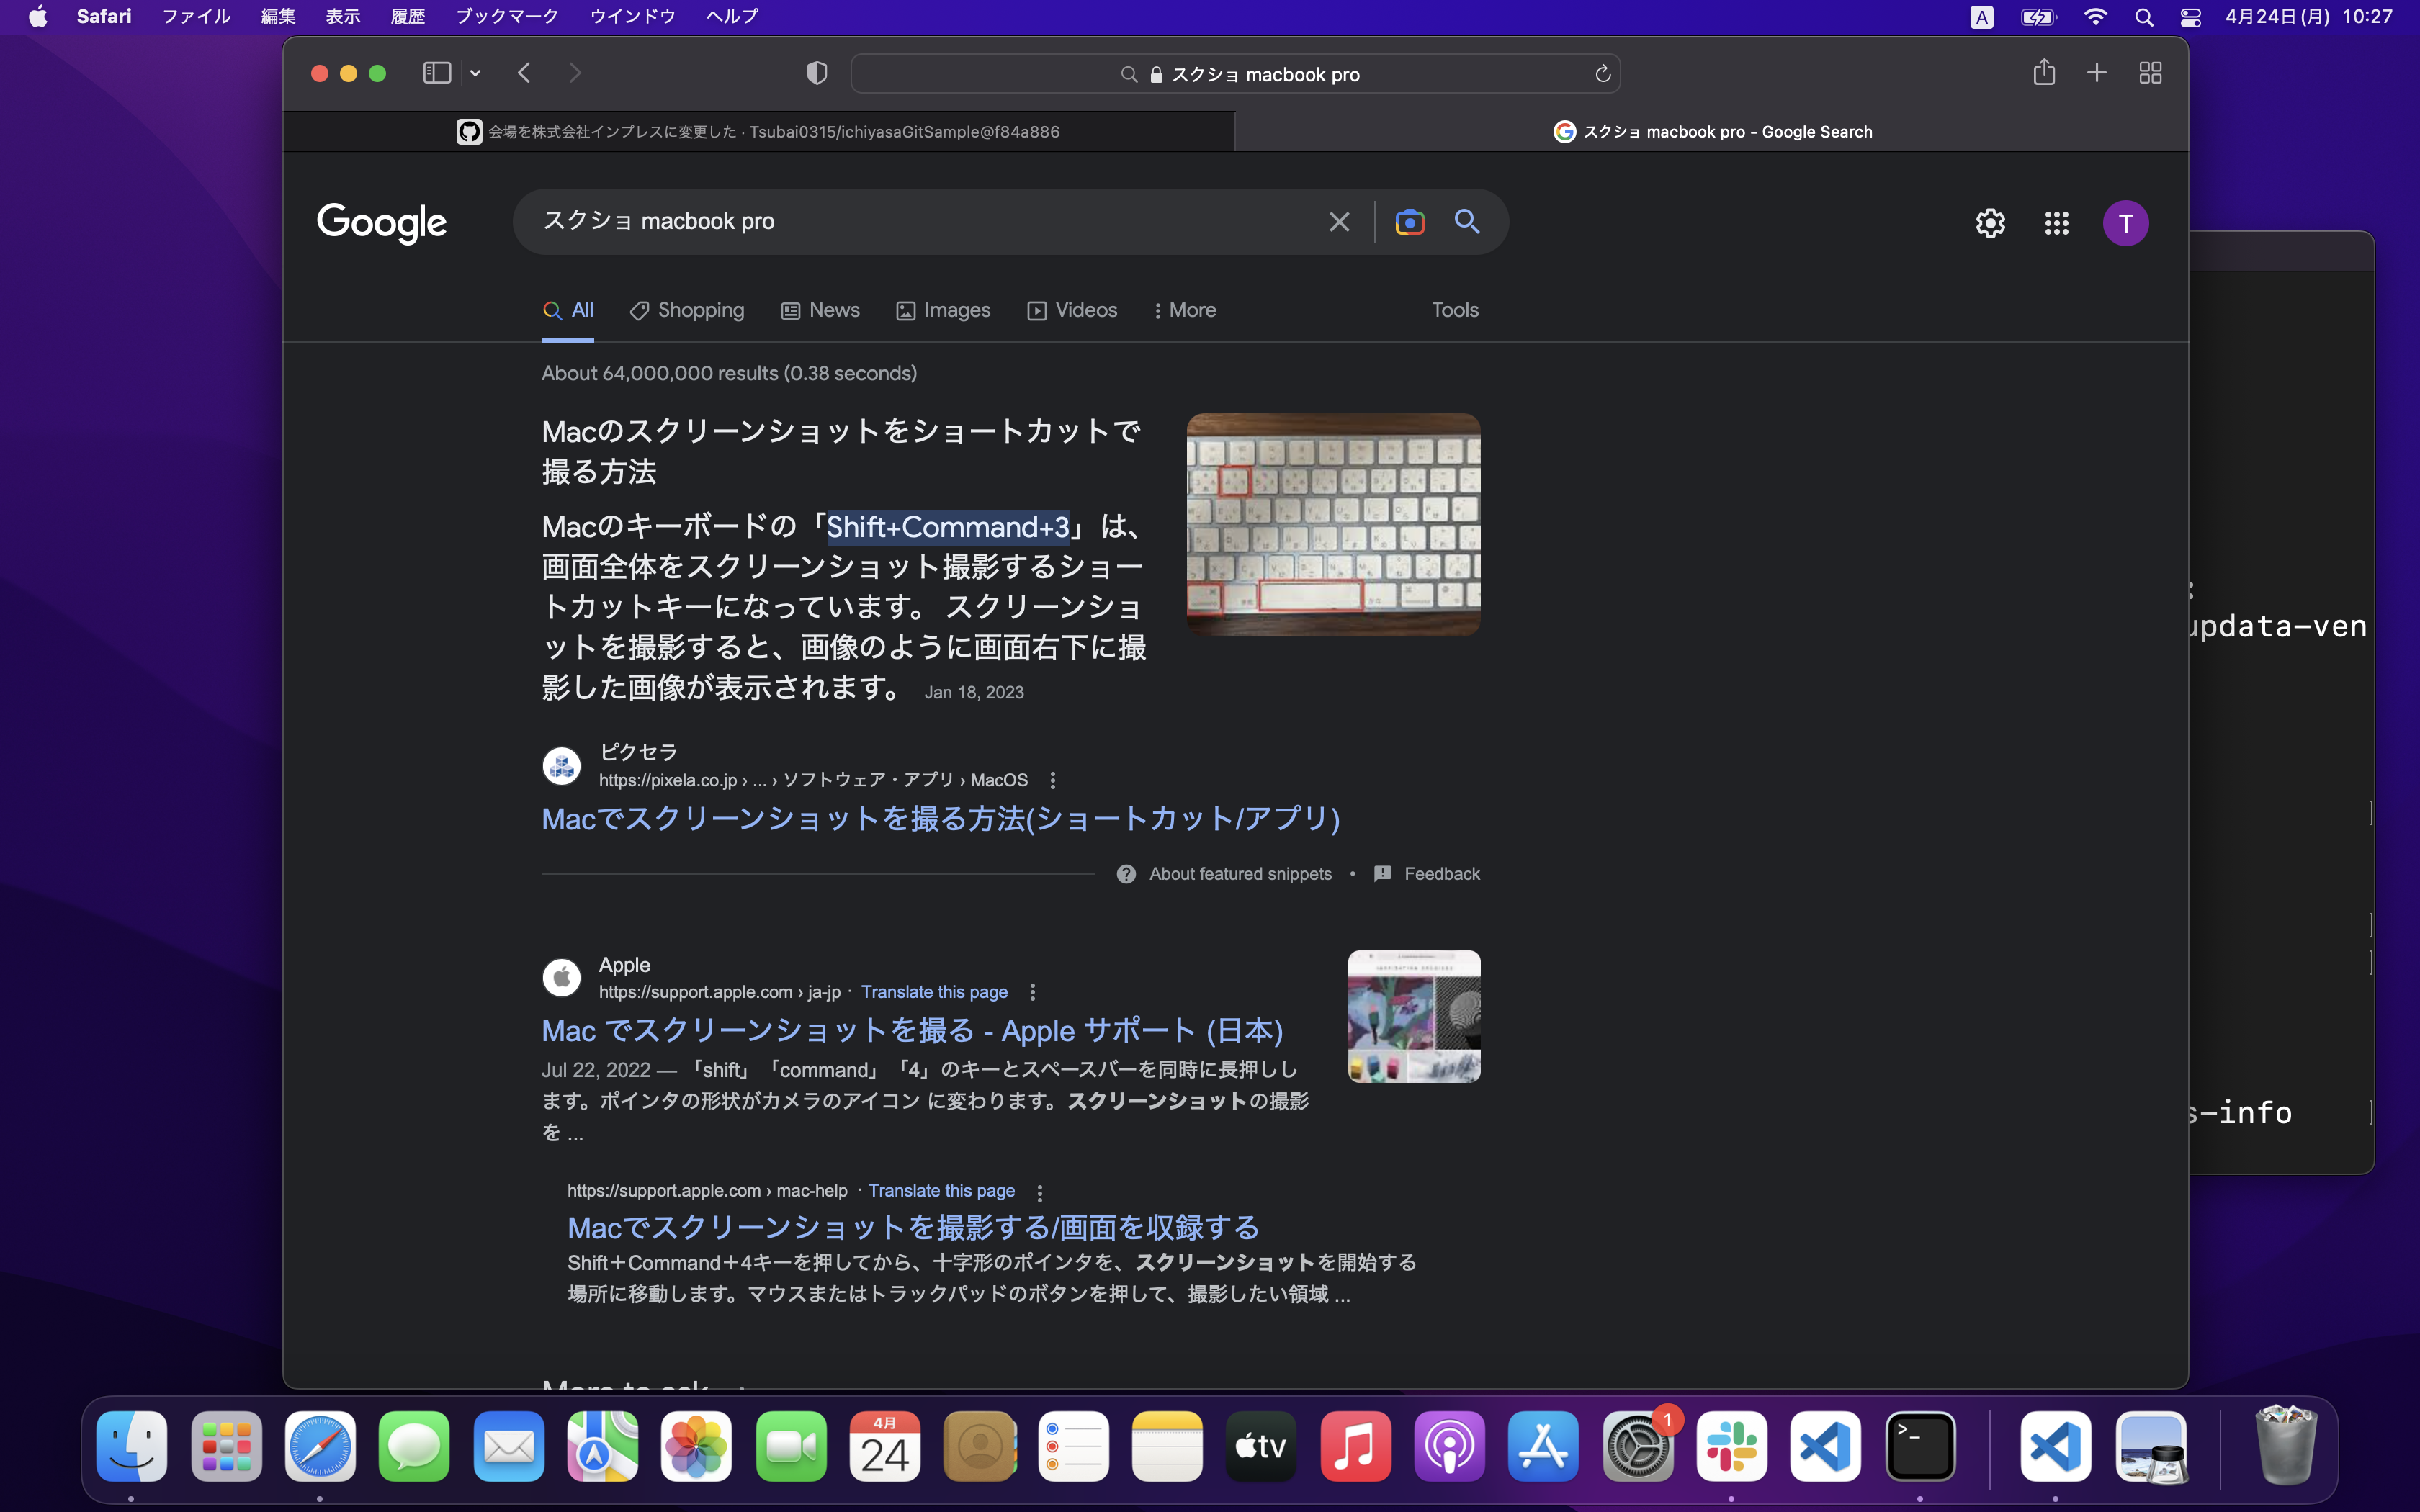 Safari ファイル 編集 表示 履歴 ブックマーク ウインドウ ヘルプ
A 4月24日(月) 10:27
スクショ macbook pro
会場を株式会社インプレスに変更した · Tsubai0315/ichiyasaGitSample@f84a886
スクショ macbook pro - Google Search
Google
スクショ macbook pro
T
All Shopping News Images Videos More Tools
About 64,000,000 results (0.38 seconds)
Macのスクリーンショットをショートカットで
撮る方法
Macのキーボードの「Shift+Command+3」は、
画面全体をスクリーンショット撮影するショー
トカットキーになっています。 スクリーンショ
ットを撮影すると、画像のように画面右下に撮
影した画像が表示されます。 Jan 18, 2023
ピクセラ
https://pixela.co.jp › ... › ソフトウェア・アプリ › MacOS
Macでスクリーンショットを撮る方法(ショートカット/アプリ)
About featured snippets • Feedback
Apple
https://support.apple.com › ja-jp · Translate this page
Mac でスクリーンショットを撮る - Apple サポート (日本)
Jul 22, 2022 — 「shift」「command」「4」のキーとスペースバーを同時に長押しし
ます。ポインタの形状がカメラのアイコン に変わります。スクリーンショットの撮影
を ...
https://support.apple.com › mac-help · Translate this page
Macでスクリーンショットを撮影する/画面を収録する
Shift＋Command＋4キーを押してから、十字形のポインタを、スクリーンショットを開始する
場所に移動します。マウスまたはトラックパッドのボタンを押して、撮影したい領域 ...
:
updata-ven
]
]
]
s-info ]
4月
24
tv
1
>_